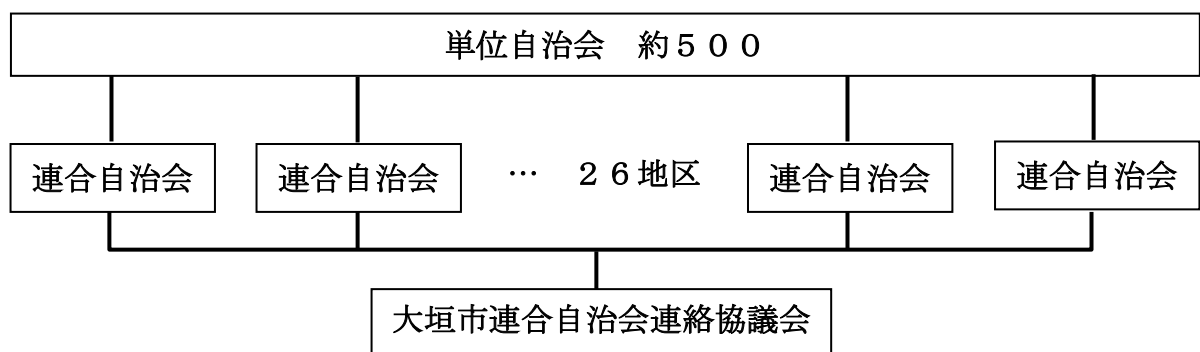 単位自治会　約５００
連合自治会　連合自治会　…　２６地区　連合自治会　連合自治会
大垣市連合自治会連絡協議会